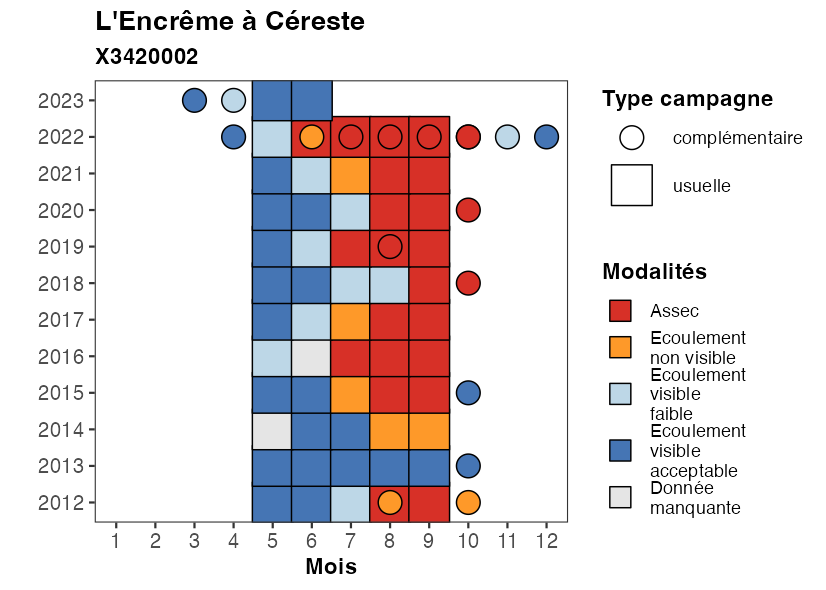 L'Encrême à Céreste
X3420002
2023
2022
2021
2020
2019
2018
2017
2016
2015
2014
2013
2012
1 2 3 4 5 6 7 8 9 10 11 12
Mois
Type campagne
complémentaire
usuelle
Modalités
Assec
Ecoulement
non visible
Ecoulement
visible
faible
Ecoulement
visible
acceptable
Donnée
manquante